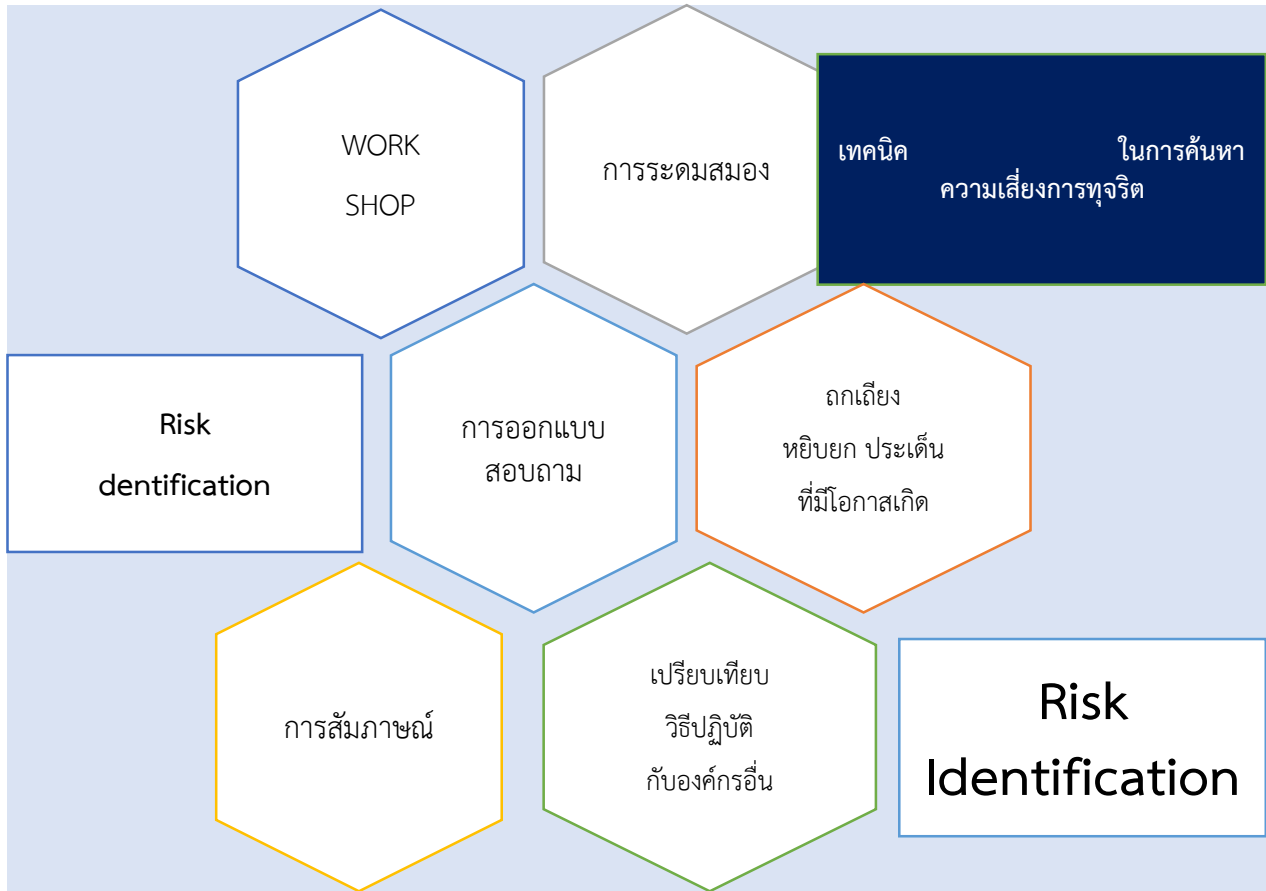 WORK
SHOP
การระดมสมอง
เทคนิค ในการค้นหา
ความเสี่ยงการทุจริต
Risk
dentification
การออกแบบ
สอบถาม
ถกเถียง
หยิบยก ประเด็น
ที่มีโอกาสเกิด
การสัมภาษณ์
เปรียบเทียบ
วิธีปฏิบัติ
กับองค์กรอื่น
Risk
Identification